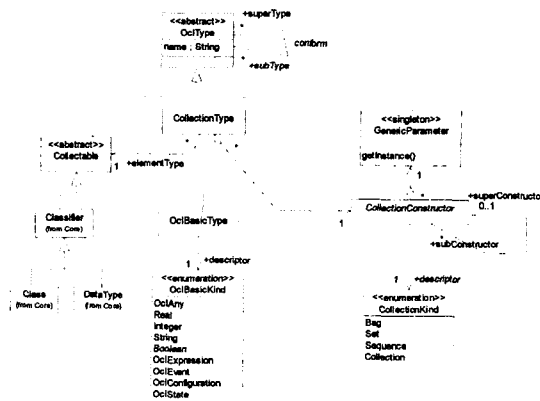 <<abstract>>
OclType
name : String
+superType
*
conform
*
+subType
CollectionType
<<abstract>>
Collectable
1
+elementType
*
*
<<singleton>>
GenericParameter
getInstance()
1
*
CollectionConstructor
+superConstructor
0..1
1
*
+subConstructor
Classifier
(from Core)
OclBasicType
Class
(from Core)
DataType
(from Core)
1
+descriptor
<<enumeration>>
OclBasicKind
OclAny
Real
Integer
String
Boolean
OclExpression
OclEvent
OclConfiguration
OclState
1
+descriptor
<<enumeration>>
CollectionKind
Bag
Set
Sequence
Collection